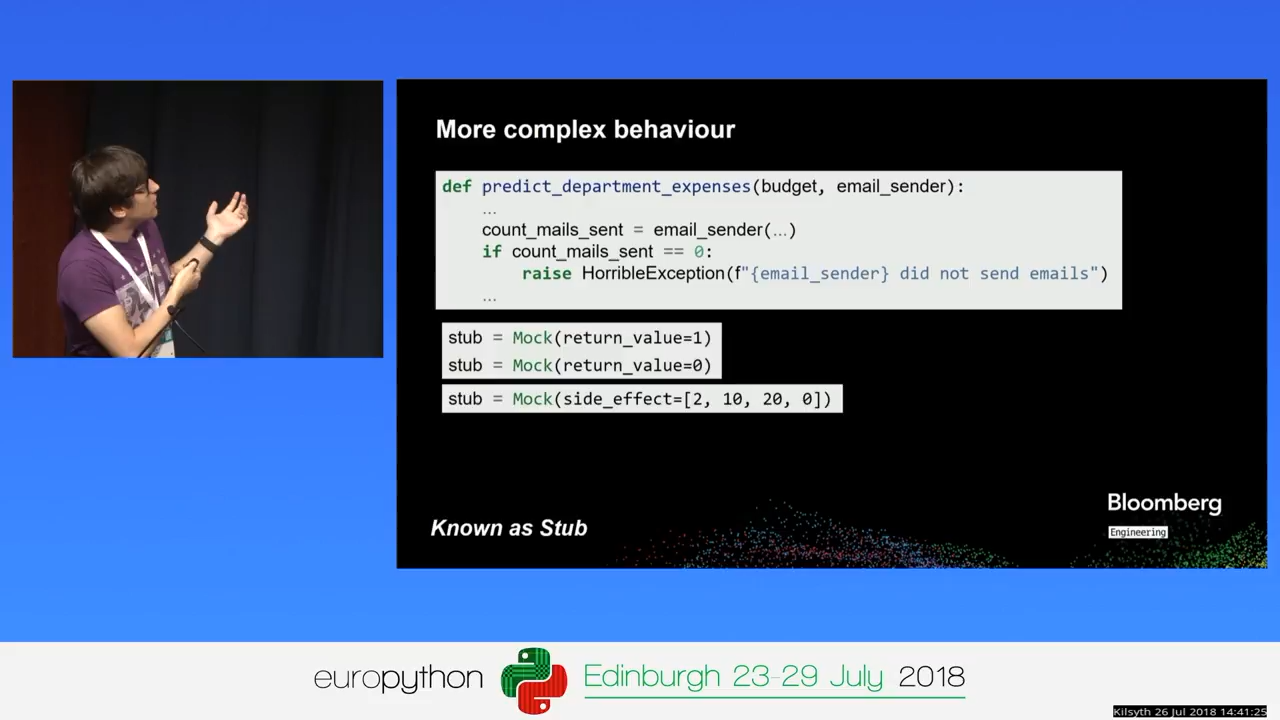 More complex behaviour
def predict_department_expenses(budget, email_sender):
...
count_mails_sent = email_sender(...)
if count_mails_sent == 0:
raise HorribleException(f"{email_sender} did not send emails")
...
stub = Mock(return_value=1)
stub = Mock(return_value=0)
stub = Mock(side_effect=[2, 10, 20, 0])
Known as Stub
Bloomberg
Engineering
europython Edinburgh 23-29 July 2018
Kilsyth 26 Jul 2018 14:41:25